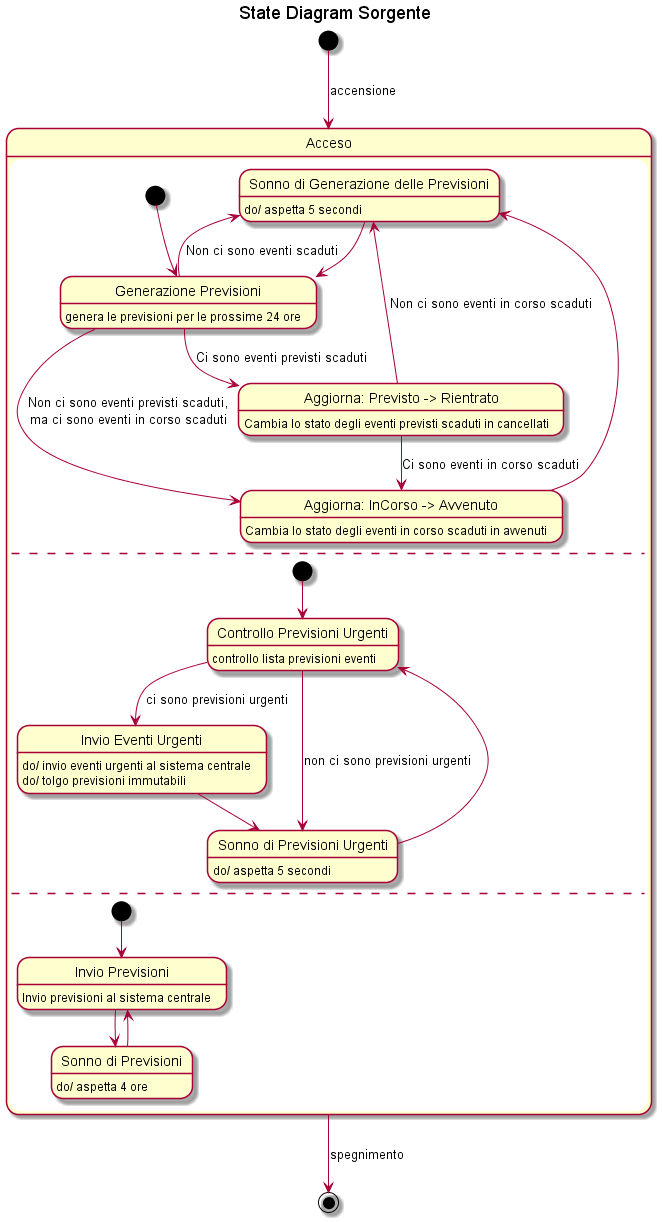 State Diagram Sorgente
accensione
Acceso
Sonno di Generazione delle Previsioni
do/ aspetta 5 secondi
Non ci sono eventi scaduti
Generazione Previsioni
genera le previsioni per le prossime 24 ore
Non ci sono eventi in corso scaduti
Ci sono eventi previsti scaduti
Non ci sono eventi previsti scaduti,
ma ci sono eventi in corso scaduti
Aggiorna: Previsto -> Rientrato
Cambia lo stato degli eventi previsti scaduti in cancellati
Ci sono eventi in corso scaduti
Aggiorna: InCorso -> Avvenuto
Cambia lo stato degli eventi in corso scaduti in avvenuti
Controllo Previsioni Urgenti
controllo lista previsioni eventi
ci sono previsioni urgenti
Invio Eventi Urgenti
do/ invio eventi urgenti al sistema centrale
do/ tolgo previsioni immutabili
non ci sono previsioni urgenti
Sonno di Previsioni Urgenti
do/ aspetta 5 secondi
Invio Previsioni
Invio previsioni al sistema centrale
Sonno di Previsioni
do/ aspetta 4 ore
spegnimento